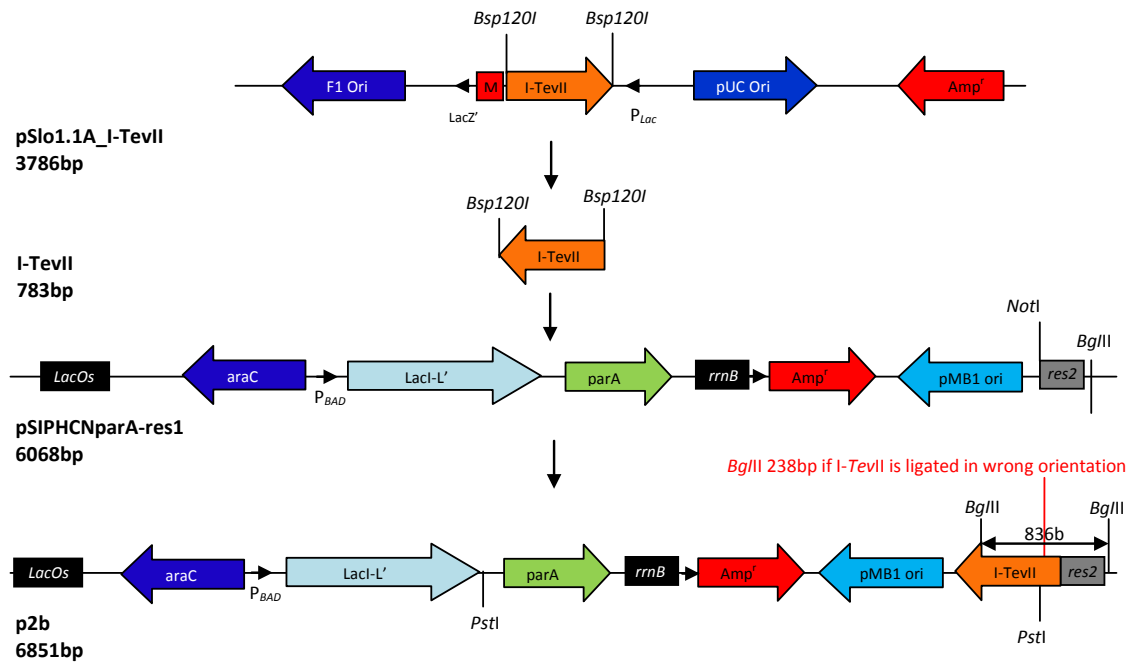 Bsp120I Bsp120I
F1 Ori M I-TevII pUC Ori Ampʳ
LacZ' P_Lac
pSlo1.1A_I-TevII
3786bp
Bsp120I Bsp120I
I-TevII
I-TevII
783bp
NotI
BglII
LacOs araC LacI-L' parA rrnB Ampʳ pMB1 ori res2
P_BAD
pSIPHCNparA-res1
6068bp
BglII 238bp if I-TevII is ligated in wrong orientation
BglII BglII
836b
LacOs araC LacI-L' parA rrnB Ampʳ pMB1 ori I-TevII res2
P_BAD
PstI PstI
p2b
6851bp